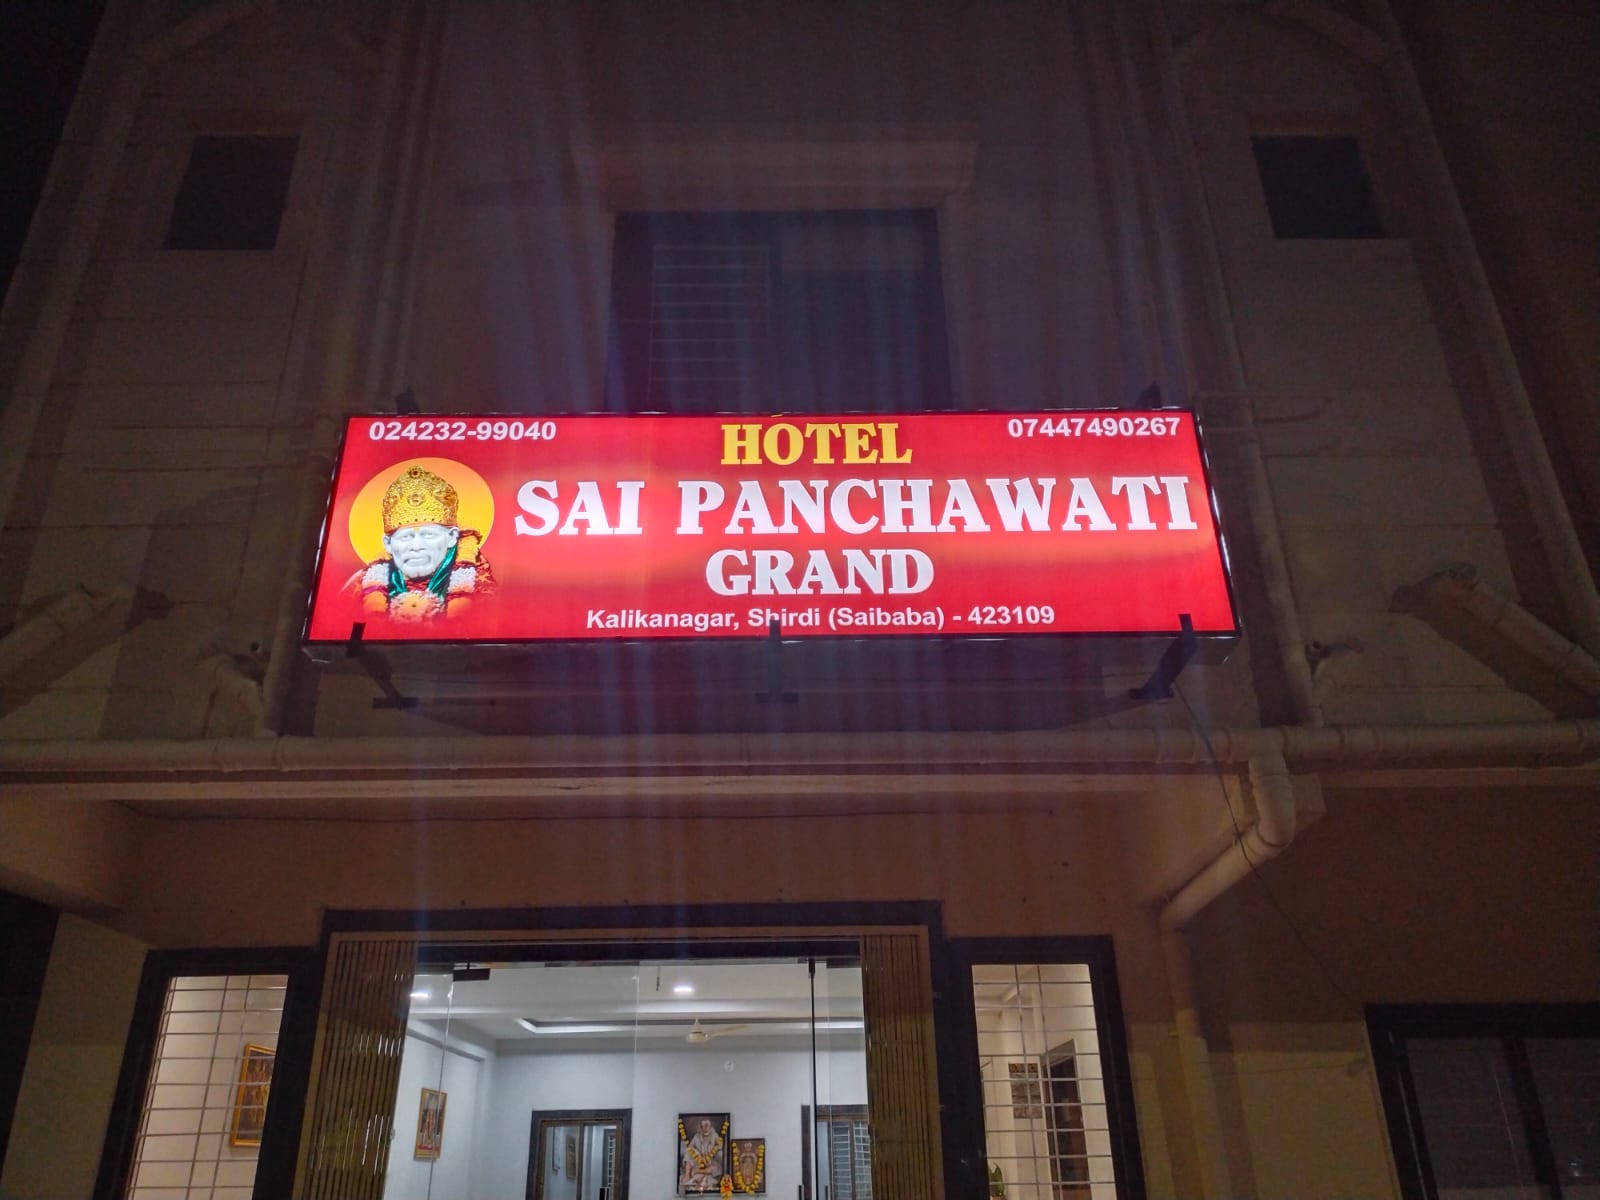 024232-99040
07447490267
HOTEL
SAI PANCHAWATI
GRAND
Kalikanagar, Shirdi (Saibaba) - 423109